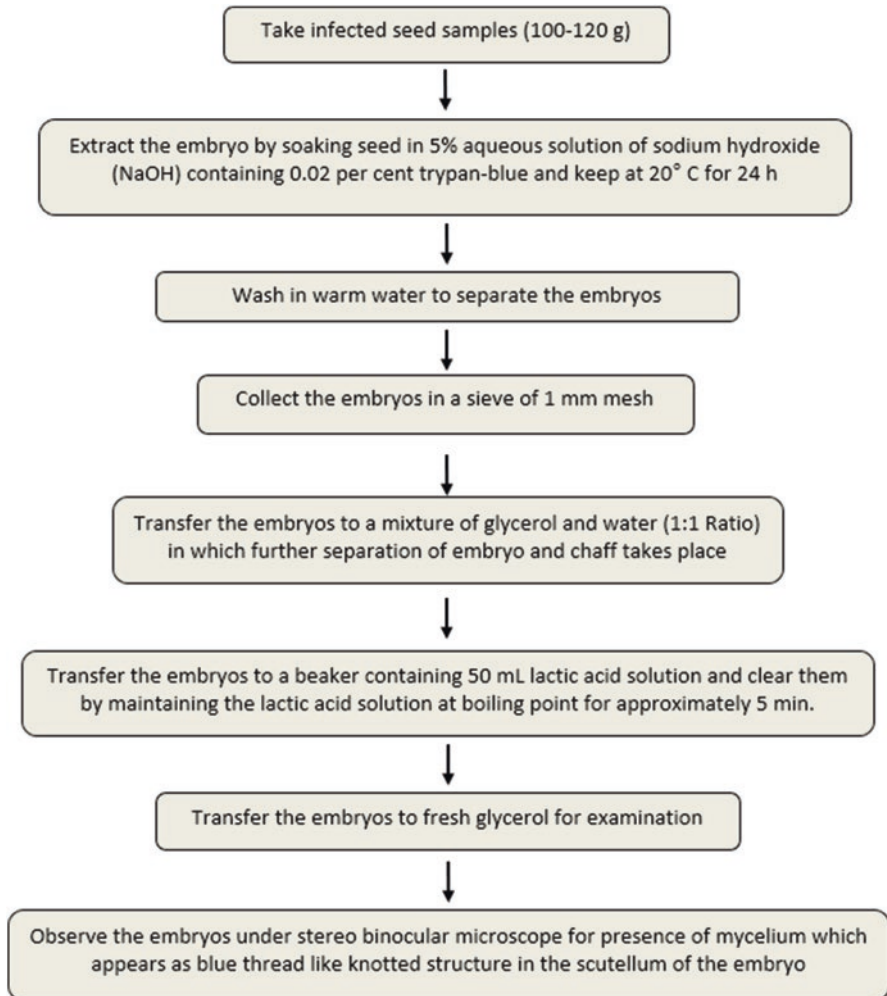 Take infected seed samples (100-120 g)
Extract the embryo by soaking seed in 5% aqueous solution of sodium hydroxide
(NaOH) containing 0.02 per cent trypan-blue and keep at 20° C for 24 h
Wash in warm water to separate the embryos
Collect the embryos in a sieve of 1 mm mesh
Transfer the embryos to a mixture of glycerol and water (1:1 Ratio)
in which further separation of embryo and chaff takes place
Transfer the embryos to a beaker containing 50 mL lactic acid solution and clear them
by maintaining the lactic acid solution at boiling point for approximately 5 min.
Transfer the embryos to fresh glycerol for examination
Observe the embryos under stereo binocular microscope for presence of mycelium which
appears as blue thread like knotted structure in the scutellum of the embryo